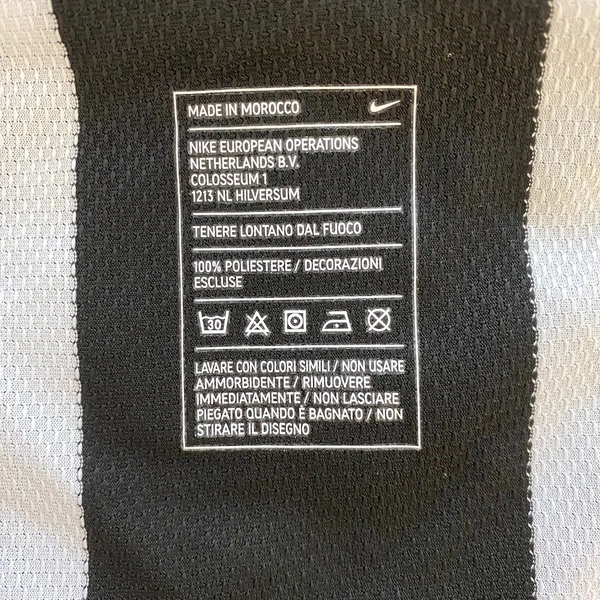 MADE IN MOROCCO
NIKE EUROPEAN OPERATIONS
NETHERLANDS B.V.
COLOSSEUM 1
1213 NL HILVERSUM
TENERE LONTANO DAL FUOCO
100% POLIESTERE / DECORAZIONI
ESCLUSE
30
LAVARE CON COLORI SIMILI / NON USARE
AMMORBIDENTE / RIMUOVERE
IMMEDIATAMENTE / NON LASCIARE
PIEGATO QUANDO È BAGNATO / NON
STIRARE IL DISEGNO